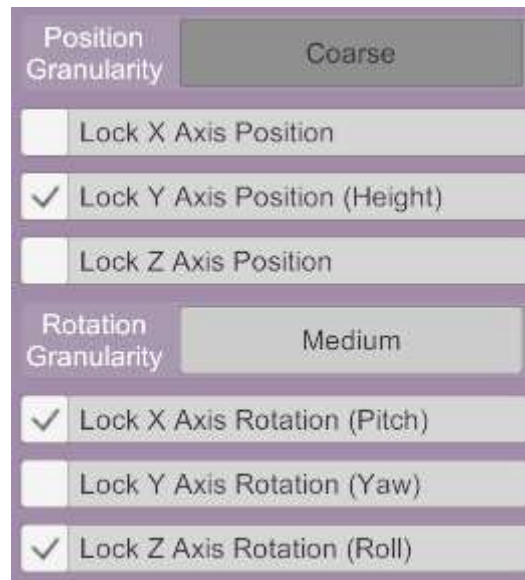 Position
Granularity
Coarse
Lock X Axis Position
Lock Y Axis Position (Height)
Lock Z Axis Position
Rotation
Granularity
Medium
Lock X Axis Rotation (Pitch)
Lock Y Axis Rotation (Yaw)
Lock Z Axis Rotation (Roll)